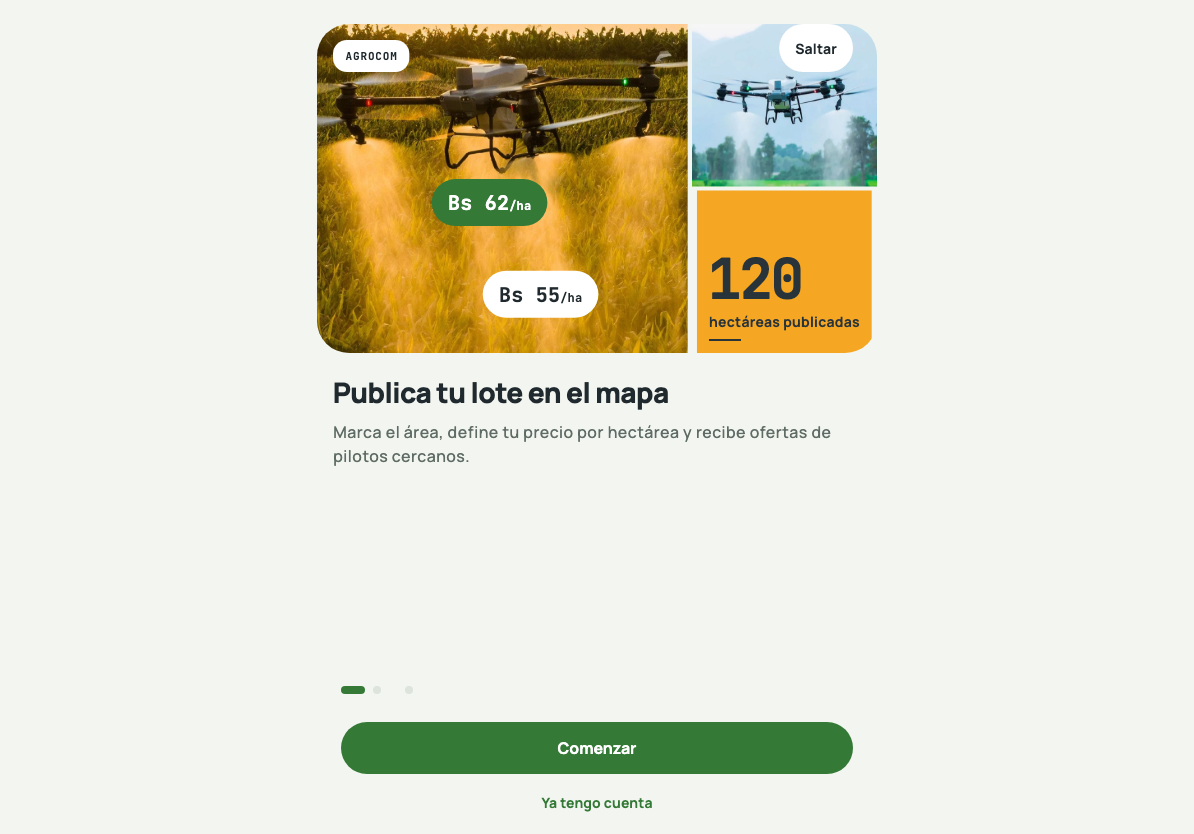 AGROCOM
Saltar
Bs 62/ha
Bs 55/ha
120
hectáreas publicadas
Publica tu lote en el mapa
Marca el área, define tu precio por hectárea y recibe ofertas de
pilotos cercanos.
Comenzar
Ya tengo cuenta